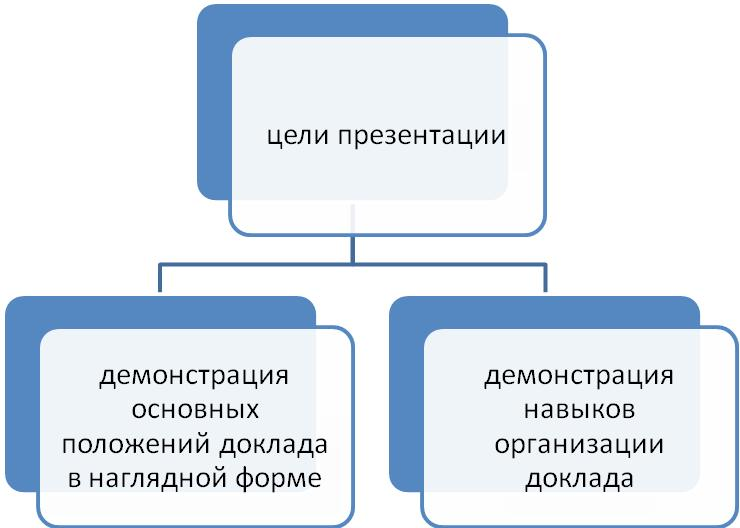 цели презентации
демонстрация
основных
положений доклада
в наглядной форме
демонстрация
навыков
организации
доклада